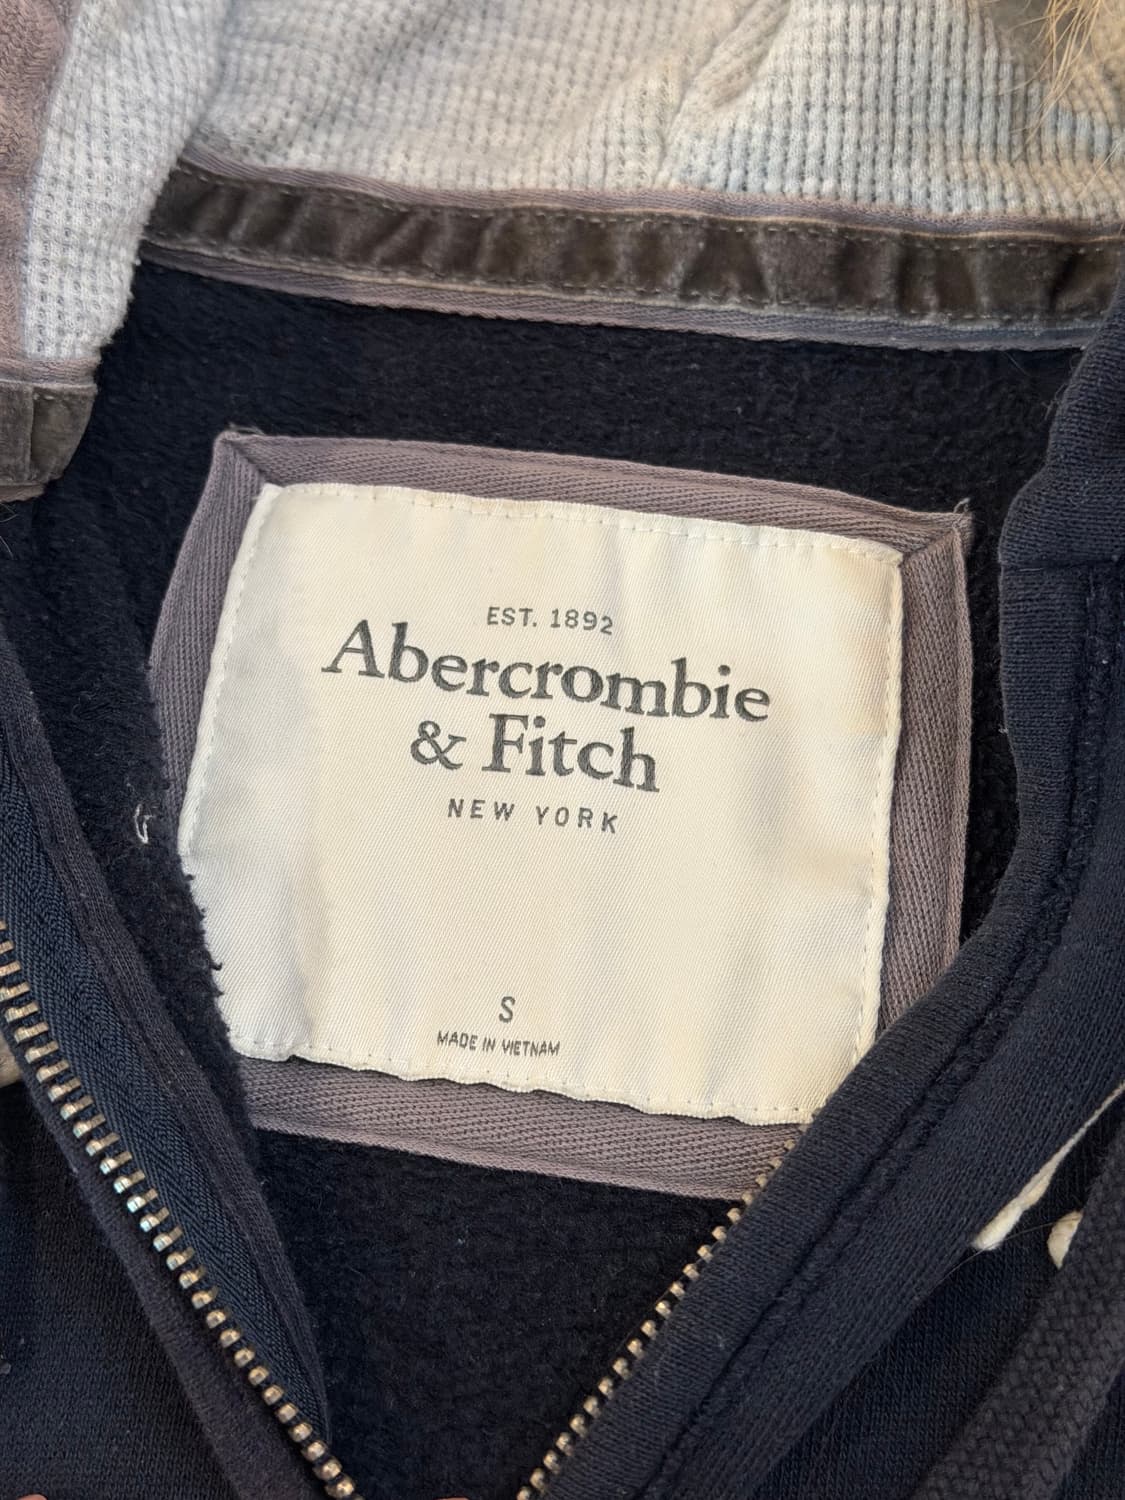 EST. 1892
Abercrombie
& Fitch
NEW YORK
S
MADE IN VIETNAM